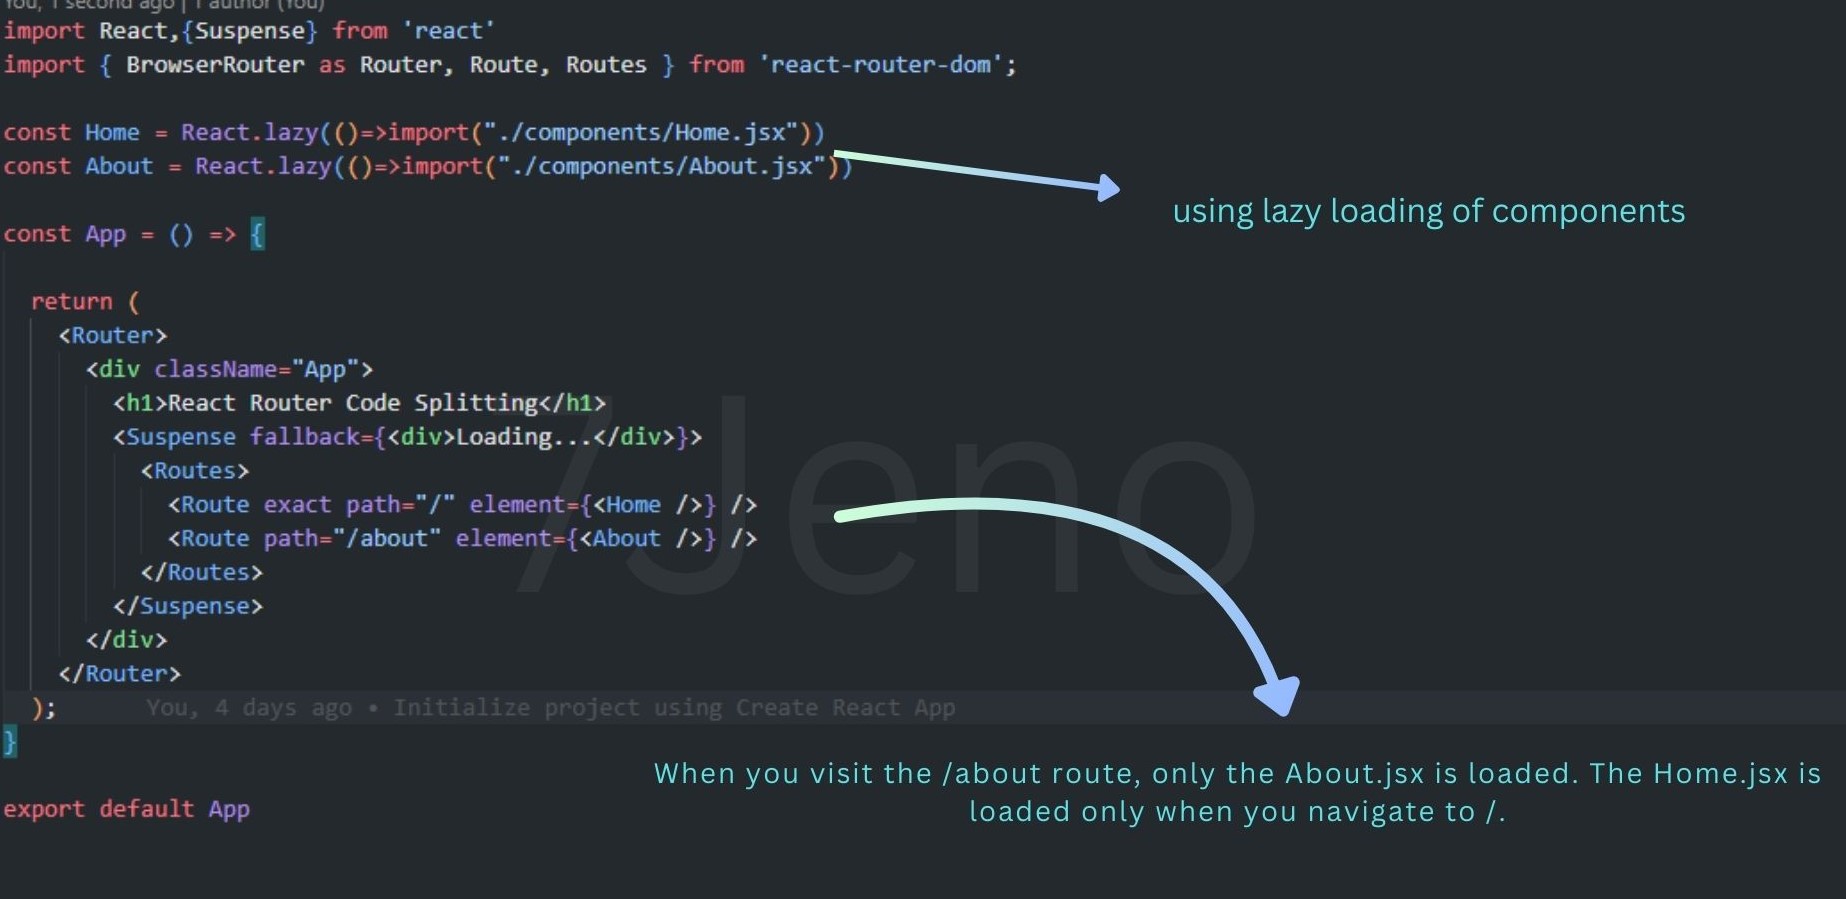 You, 1 second ago | 1 author (You)
import React,{Suspense} from 'react'
import { BrowserRouter as Router, Route, Routes } from 'react-router-dom';
const Home = React.lazy(()=>import("./components/Home.jsx"))
const About = React.lazy(()=>import("./components/About.jsx"))
using lazy loading of components
const App = () => {
return (
<Router>
<div className="App">
<h1>React Router Code Splitting</h1>
<Suspense fallback={<div>Loading...</div>}>
<Routes>
<Route exact path="/" element={<Home />} />
<Route path="/about" element={<About />} />
</Routes>
</Suspense>
</div>
</Router>
);    You, 4 days ago • Initialize project using Create React App
}
When you visit the /about route, only the About.jsx is loaded. The Home.jsx is
loaded only when you navigate to /.
export default App
7Jeno